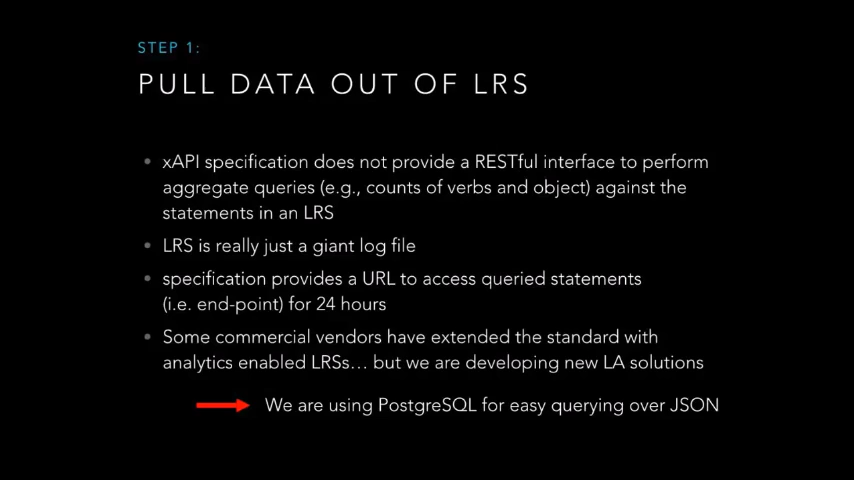 STEP 1:
PULL DATA OUT OF LRS
• xAPI specification does not provide a RESTful interface to perform
aggregate queries (e.g., counts of verbs and object) against the
statements in an LRS
• LRS is really just a giant log file
• specification provides a URL to access queried statements
(i.e. end-point) for 24 hours
• Some commercial vendors have extended the standard with
analytics enabled LRSs... but we are developing new LA solutions
We are using PostgreSQL for easy querying over JSON